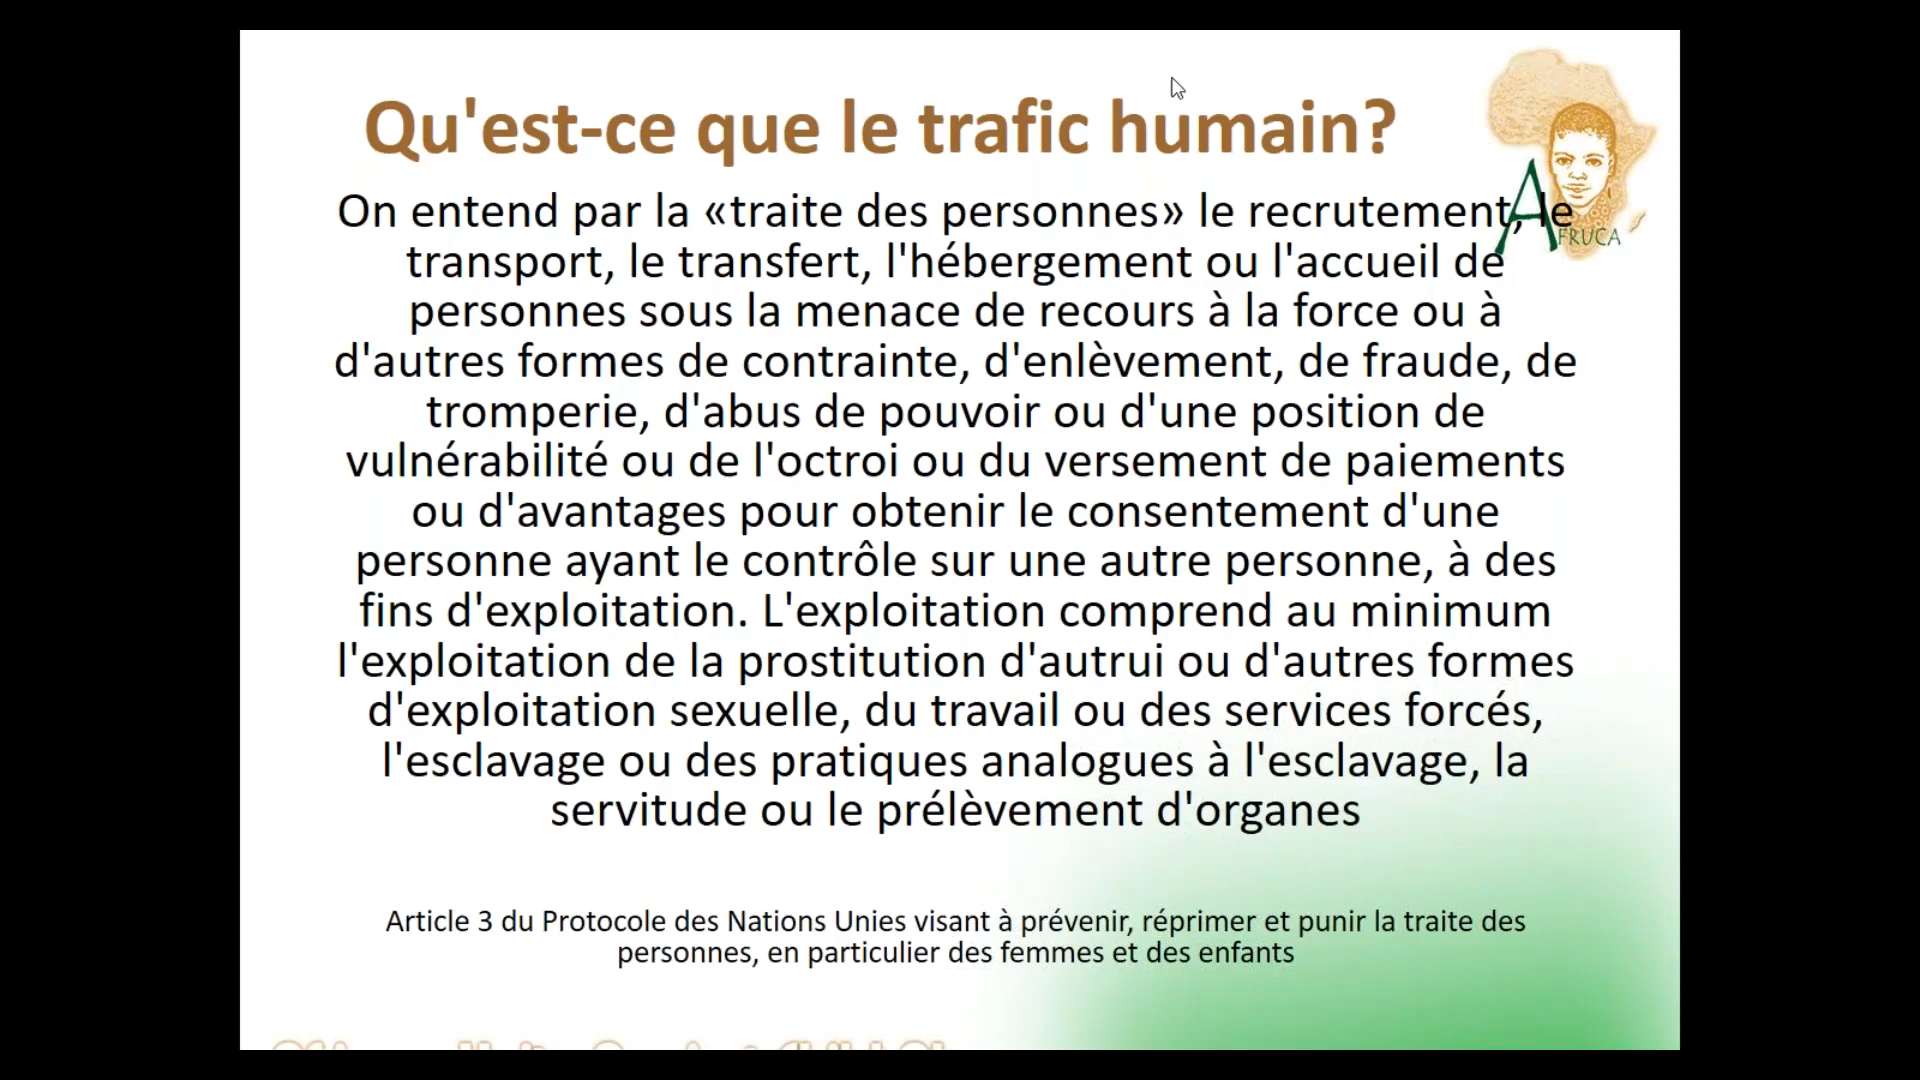 Qu'est-ce que le trafic humain?
On entend par la «traite des personnes» le recrutement, le
transport, le transfert, l'hébergement ou l'accueil de
personnes sous la menace de recours à la force ou à
d'autres formes de contrainte, d'enlèvement, de fraude, de
tromperie, d'abus de pouvoir ou d'une position de
vulnérabilité ou de l'octroi ou du versement de paiements
ou d'avantages pour obtenir le consentement d'une
personne ayant le contrôle sur une autre personne, à des
fins d'exploitation. L'exploitation comprend au minimum
l'exploitation de la prostitution d'autrui ou d'autres formes
d'exploitation sexuelle, du travail ou des services forcés,
l'esclavage ou des pratiques analogues à l'esclavage, la
servitude ou le prélèvement d'organes
Article 3 du Protocole des Nations Unies visant à prévenir, réprimer et punir la traite des
personnes, en particulier des femmes et des enfants
AFRUCA